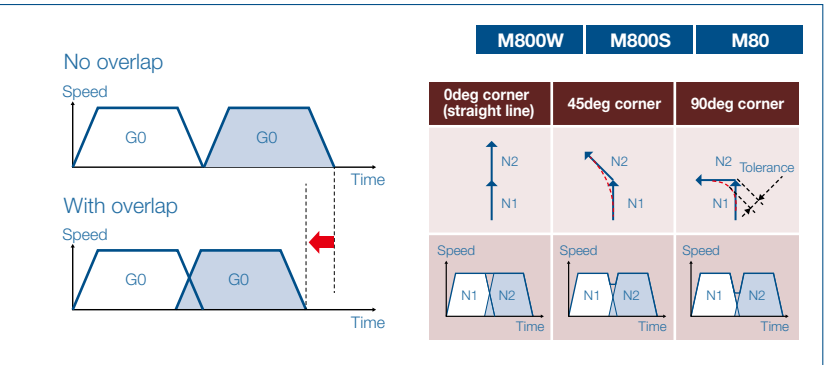 M800W M800S M80
No overlap
Speed
G0 G0
Time
With overlap
Speed
G0 G0
Time
0deg corner
(straight line)
45deg corner
90deg corner
N2
N1
N2
N1
N2
Tolerance
N1
Speed
N1 N2
Time
Speed
N1 N2
Time
Speed
N1 N2
Time